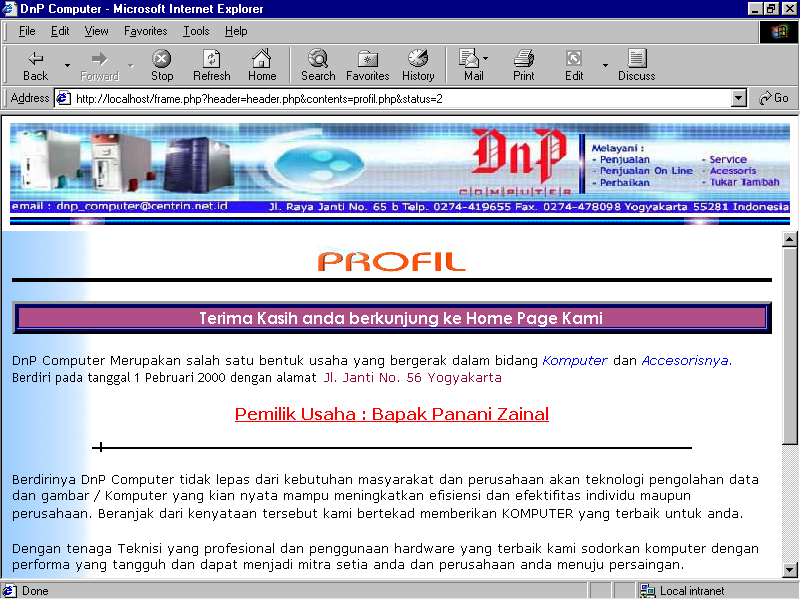 DnP Computer - Microsoft Internet Explorer
File Edit View Favorites Tools Help
Back Forward Stop Refresh Home Search Favorites History Mail Print Edit Discuss
Address http://localhost/frame.php?header=header.php&contents=profil.php&status=2 Go
DnP
COMPUTER
Melayani :
- Penjualan - Service
- Penjualan On Line - Acessoris
- Perbaikan - Tukar Tambah
email : dnp_computer@centrin.net.id Jl. Raya Janti No. 65 b Telp. 0274-419655 Fax. 0274-478098 Yogyakarta 55281 Indonesia
PROFIL
Terima Kasih anda berkunjung ke Home Page Kami
DnP Computer Merupakan salah satu bentuk usaha yang bergerak dalam bidang Komputer dan Accesorisnya.
Berdiri pada tanggal 1 Pebruari 2000 dengan alamat Jl. Janti No. 56 Yogyakarta
Pemilik Usaha : Bapak Panani Zainal
Berdirinya DnP Computer tidak lepas dari kebutuhan masyarakat dan perusahaan akan teknologi pengolahan data
dan gambar / Komputer yang kian nyata mampu meningkatkan efisiensi dan efektifitas individu maupun
perusahaan. Beranjak dari kenyataan tersebut kami bertekad memberikan KOMPUTER yang terbaik untuk anda.
Dengan tenaga Teknisi yang profesional dan penggunaan hardware yang terbaik kami sodorkan komputer dengan
performa yang tangguh dan dapat menjadi mitra setia anda dan perusahaan anda menuju persaingan.
Done Local intranet